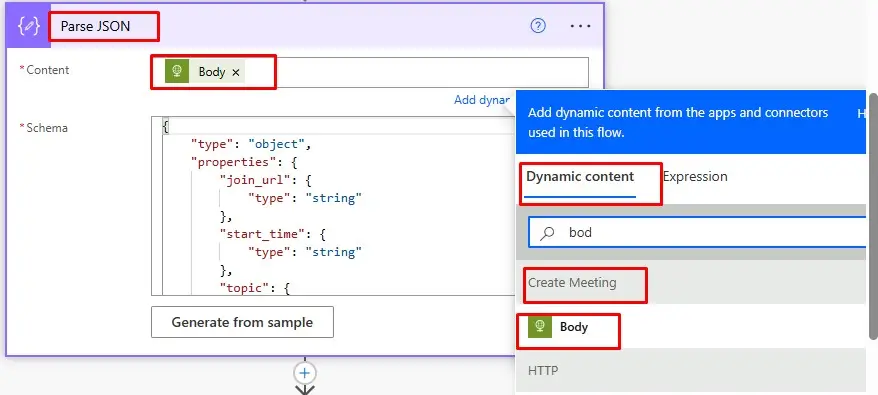 Parse JSON
? ...
*Content
Body ×
Add dynar
*Schema
{
"type": "object",
"properties": {
"join_url": {
"type": "string"
},
"start_time": {
"type": "string"
},
"topic": {
Generate from sample
+
Add dynamic content from the apps and connectors
used in this flow.
H
Dynamic content
Expression
bod
Create Meeting
Body
HTTP